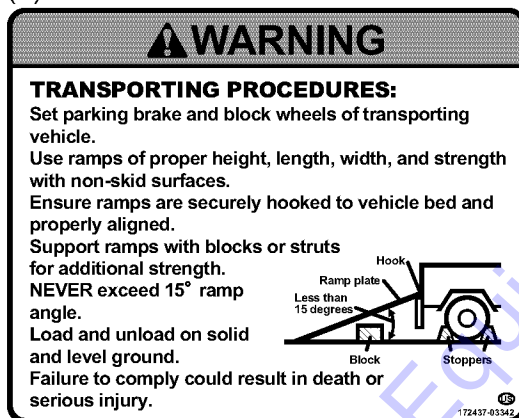 WARNING
TRANSPORTING PROCEDURES:
Set parking brake and block wheels of transporting
vehicle.
Use ramps of proper height, length, width, and strength
with non-skid surfaces.
Ensure ramps are securely hooked to vehicle bed and
properly aligned.
Support ramps with blocks or struts
for additional strength.
NEVER exceed 15° ramp
angle.
Load and unload on solid
and level ground.
Failure to comply could result in death or
serious injury.
Hook
Ramp plate
Less than
15 degrees
Block
Stoppers
US
172437-03342